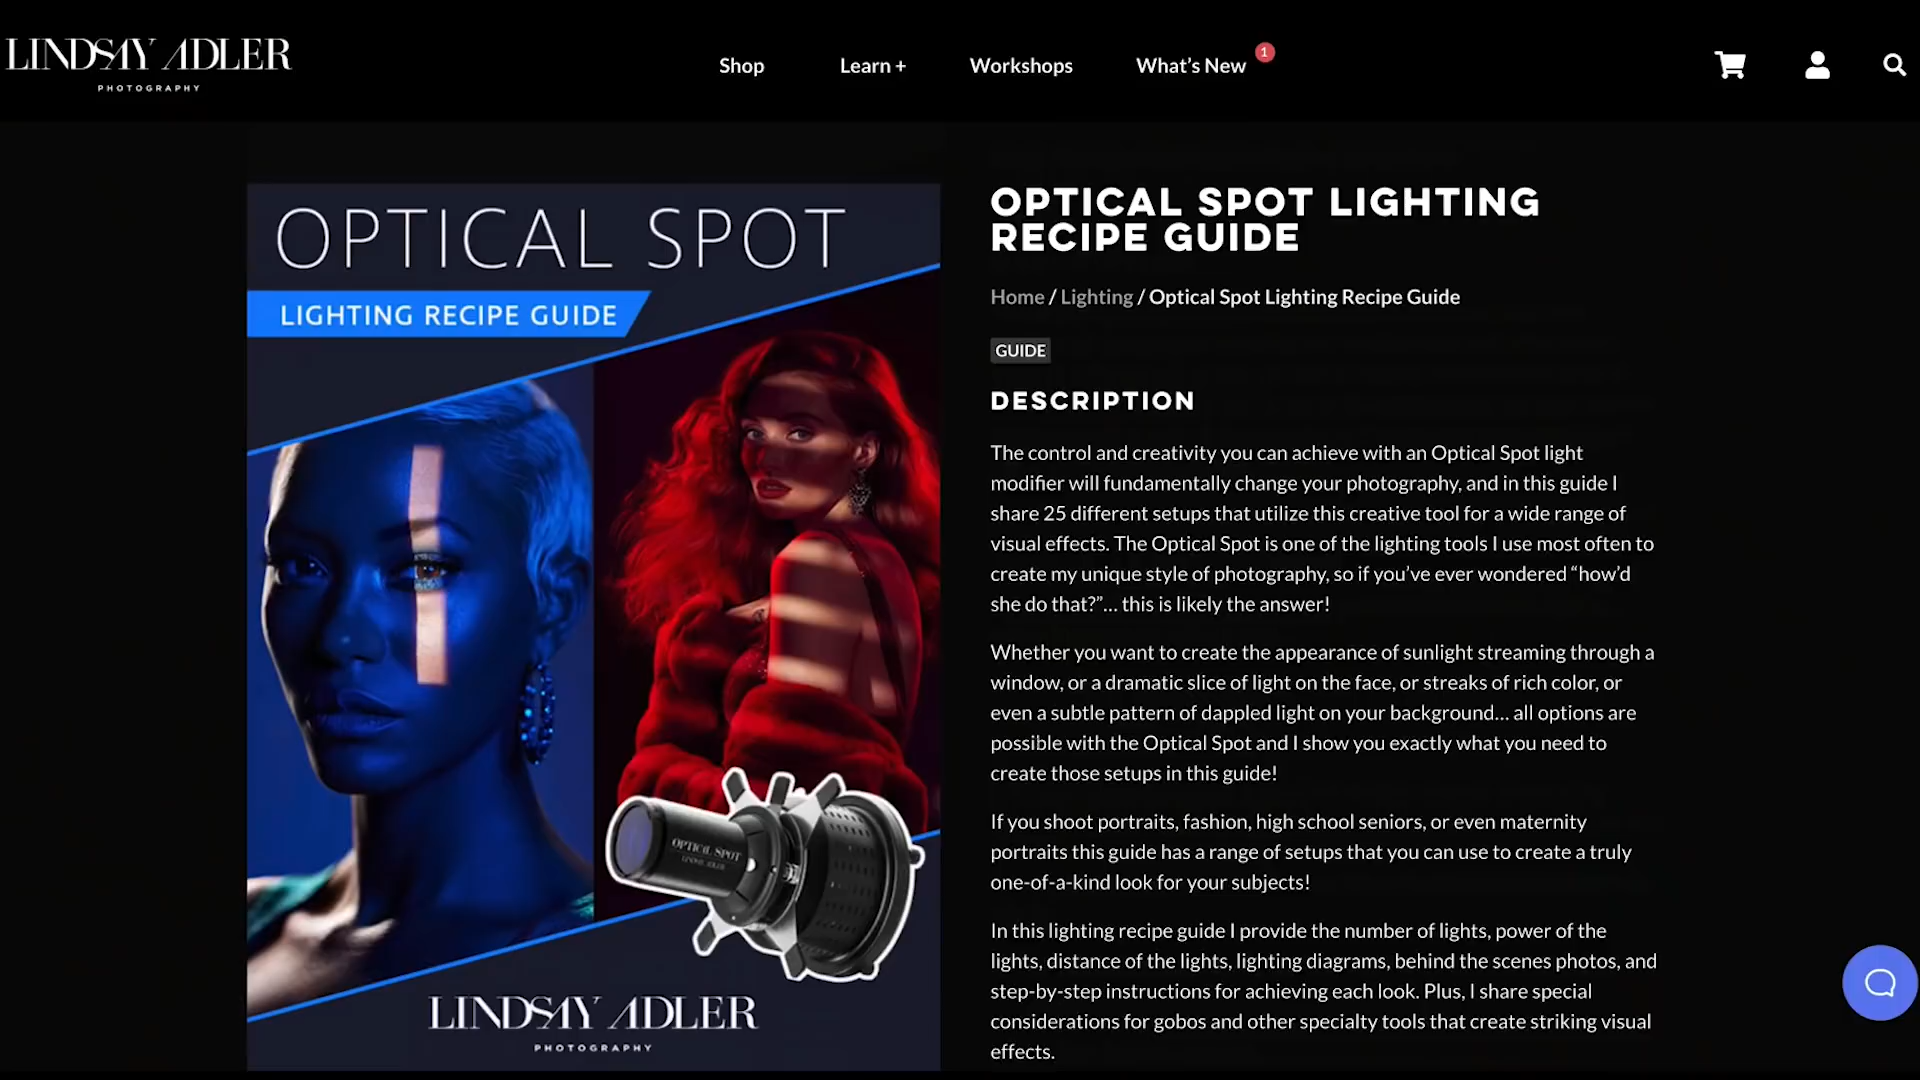 LINDSAY ADLER
PHOTOGRAPHY
Shop
Learn +
Workshops
What's New
1
OPTICAL SPOT
LIGHTING RECIPE GUIDE
OPTICAL SPOT
LINDSAY ADLER
LINDSAY ADLER
PHOTOGRAPHY
OPTICAL SPOT LIGHTING
RECIPE GUIDE
Home / Lighting / Optical Spot Lighting Recipe Guide
GUIDE
DESCRIPTION
The control and creativity you can achieve with an Optical Spot light
modifier will fundamentally change your photography, and in this guide I
share 25 different setups that utilize this creative tool for a wide range of
visual effects. The Optical Spot is one of the lighting tools I use most often to
create my unique style of photography, so if you’ve ever wondered “how’d
she do that?”… this is likely the answer!
Whether you want to create the appearance of sunlight streaming through a
window, or a dramatic slice of light on the face, or streaks of rich color, or
even a subtle pattern of dappled light on your background… all options are
possible with the Optical Spot and I show you exactly what you need to
create those setups in this guide!
If you shoot portraits, fashion, high school seniors, or even maternity
portraits this guide has a range of setups that you can use to create a truly
one-of-a-kind look for your subjects!
In this lighting recipe guide I provide the number of lights, power of the
lights, distance of the lights, lighting diagrams, behind the scenes photos, and
step-by-step instructions for achieving each look. Plus, I share special
considerations for gobos and other specialty tools that create striking visual
effects.